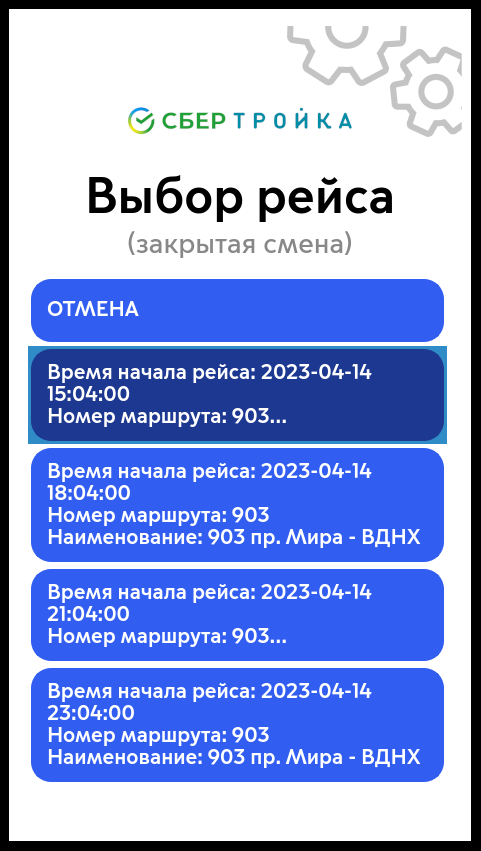 СБЕР ТРОЙКА
Выбор рейса
(закрытая смена)
ОТМЕНА
Время начала рейса: 2023-04-14
15:04:00
Номер маршрута: 903...
Время начала рейса: 2023-04-14
18:04:00
Номер маршрута: 903
Наименование: 903 пр. Мира - ВДНХ
Время начала рейса: 2023-04-14
21:04:00
Номер маршрута: 903...
Время начала рейса: 2023-04-14
23:04:00
Номер маршрута: 903
Наименование: 903 пр. Мира - ВДНХ